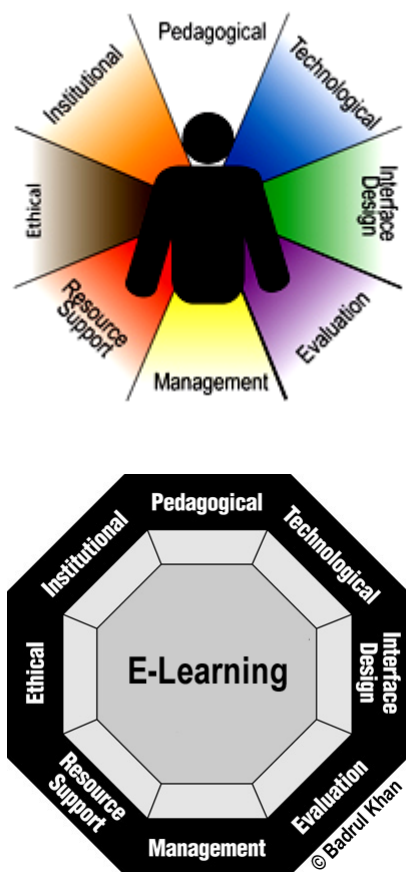 Pedagogical
Technological
Interface
Design
Evaluation
Management
Resource
Support
Ethical
Institutional
Pedagogical
Technological
Interface
Design
Evaluation
Management
Resource
Support
Ethical
Institutional
E-Learning
© Badrul Khan